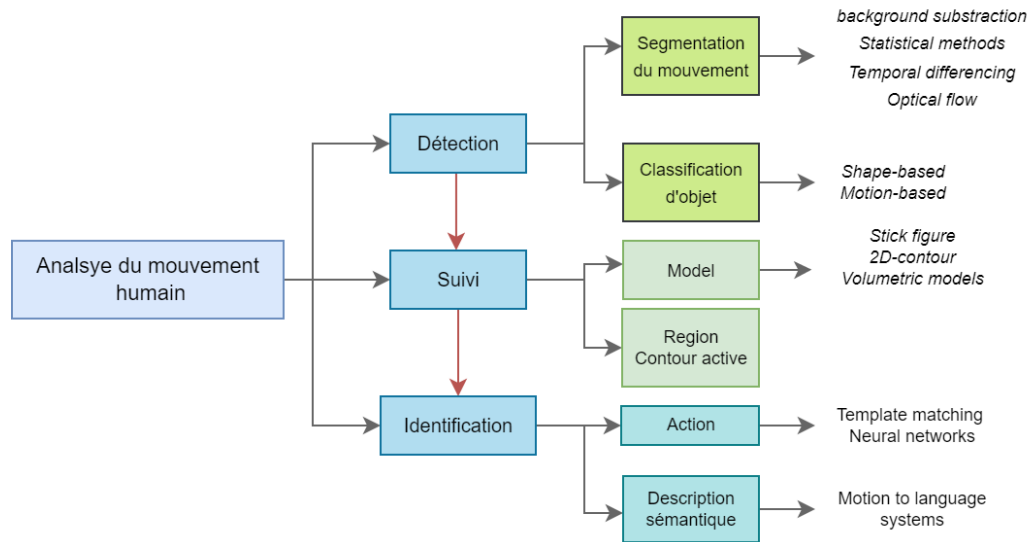 background substraction
Segmentation
du mouvement
Statistical methods
Temporal differencing
Optical flow
Détection
Classification
d'objet
Shape-based
Motion-based
Analsye du mouvement
humain
Suivi
Model
Stick figure
2D-contour
Volumetric models
Region
Contour active
Identification
Action
Template matching
Neural networks
Description
sémantique
Motion to language
systems